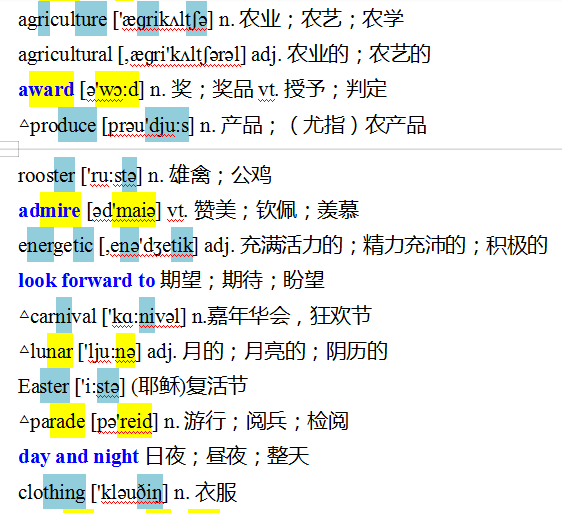 agriculture ['ægrikʌltʃə] n. 农业；农艺；农学
agricultural [,ægri'kʌltʃərəl] adj. 农业的；农艺的
award [ə'wɔ:d] n. 奖；奖品 vt. 授予；判定
△produce [prəu'dju:s] n. 产品；（尤指）农产品
rooster ['ru:stə] n. 雄禽；公鸡
admire [əd'maiə] vt. 赞美；钦佩；羡慕
energetic [,enə'dʒetik] adj. 充满活力的；精力充沛的；积极的
look forward to 期望；期待；盼望
△carnival ['kɑ:nivəl] n.嘉年华会，狂欢节
△lunar ['lju:nə] adj. 月的；月亮的；阴历的
Easter ['i:stə] (耶稣)复活节
△parade [pə'reid] n. 游行；阅兵；检阅
day and night 日夜；昼夜；整天
clothing ['kləuðiŋ] n. 衣服